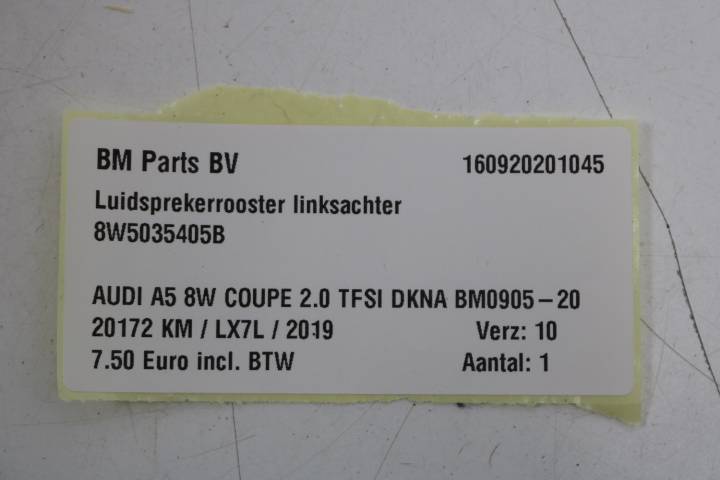 BM Parts BV 160920201045
Luidsprekerrooster linksachter
8W5035405B
AUDI A5 8W COUPE 2.0 TFSI DKNA BM0905-20
20172 KM / LX7L / 2019 Verz: 10
7.50 Euro incl. BTW Aantal: 1